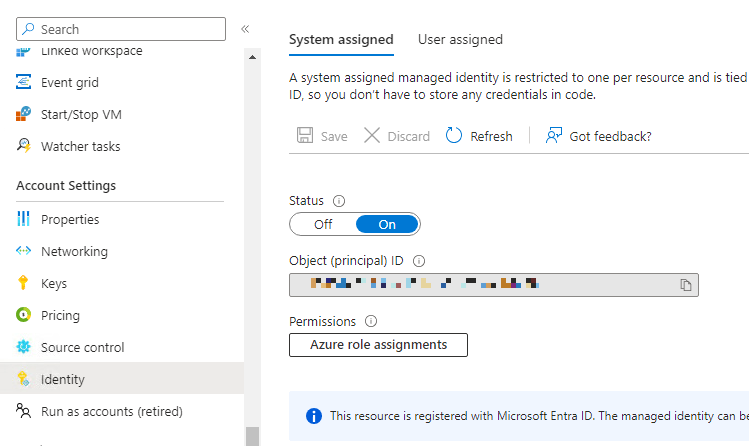 Search
Linked workspace
Event grid
Start/Stop VM
Watcher tasks
Account Settings
Properties
Networking
Keys
Pricing
Source control
Identity
Run as accounts (retired)
System assigned User assigned
A system assigned managed identity is restricted to one per resource and is tied
ID, so you don't have to store any credentials in code.
Save Discard Refresh Got feedback?
Status
Off On
Object (principal) ID
Permissions
Azure role assignments
This resource is registered with Microsoft Entra ID. The managed identity can be